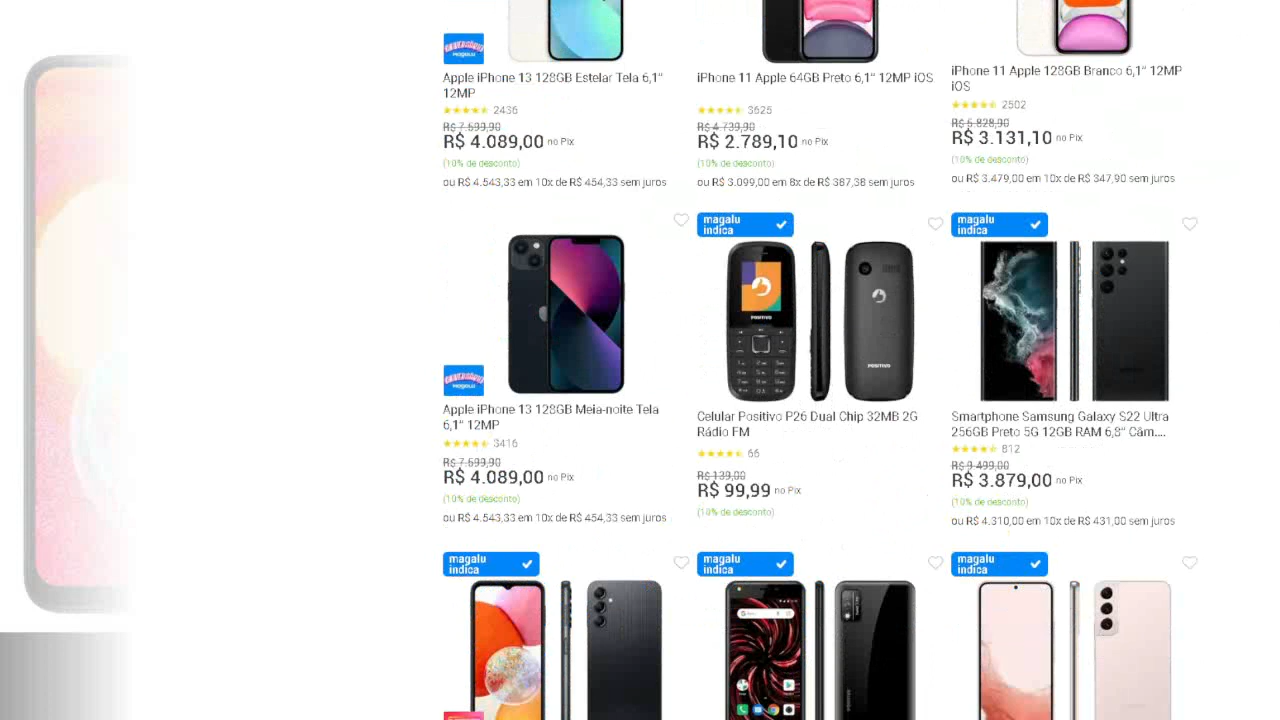 Apple iPhone 13 128GB Estelar Tela 6,1”
12MP
2436
R$ 7.599,90
R$ 4.089,00 no Pix
(10% de desconto)
ou R$ 4.543,33 em 10x de R$ 454,33 sem juros
iPhone 11 Apple 64GB Preto 6,1” 12MP iOS
3625
R$ 4.739,90
R$ 2.789,10 no Pix
(10% de desconto)
ou R$ 3.099,00 em 8x de R$ 387,38 sem juros
iPhone 11 Apple 128GB Branco 6,1” 12MP
iOS
2502
R$ 5.828,90
R$ 3.131,10 no Pix
(10% de desconto)
ou R$ 3.479,00 em 10x de R$ 347,90 sem juros
Apple iPhone 13 128GB Meia-noite Tela
6,1” 12MP
3416
R$ 7.599,90
R$ 4.089,00 no Pix
(10% de desconto)
ou R$ 4.543,33 em 10x de R$ 454,33 sem juros
magalu
indica
POSITIVO
POSITIVO
Celular Positivo P26 Dual Chip 32MB 2G
Rádio FM
66
R$ 139,00
R$ 99,99 no Pix
(10% de desconto)
magalu
indica
Smartphone Samsung Galaxy S22 Ultra
256GB Preto 5G 12GB RAM 6,8” Câm....
812
R$ 9.499,00
R$ 3.879,00 no Pix
(10% de desconto)
ou R$ 4.310,00 em 10x de R$ 431,00 sem juros
magalu
indica
magalu
indica
magalu
indica